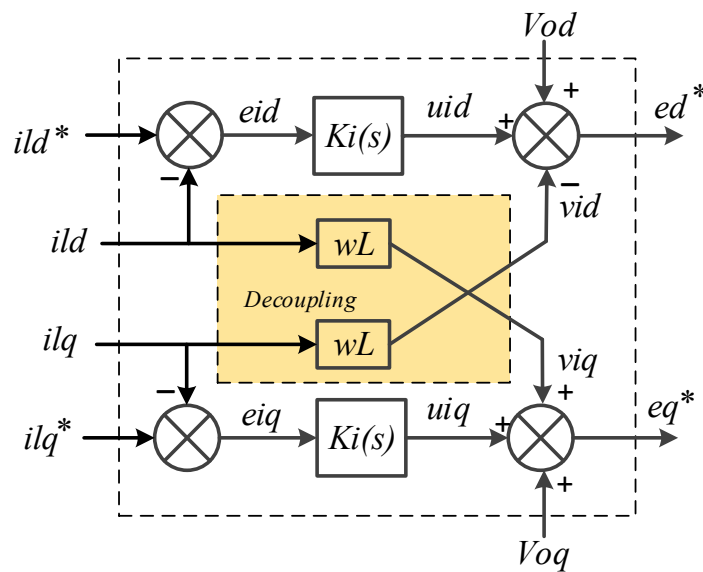 Vod
ild* eid Ki(s) uid + + ed*
− − vid
ild wL
Decoupling
ilq wL
− viq +
ilq* eiq Ki(s) uiq + eq*
+
Voq